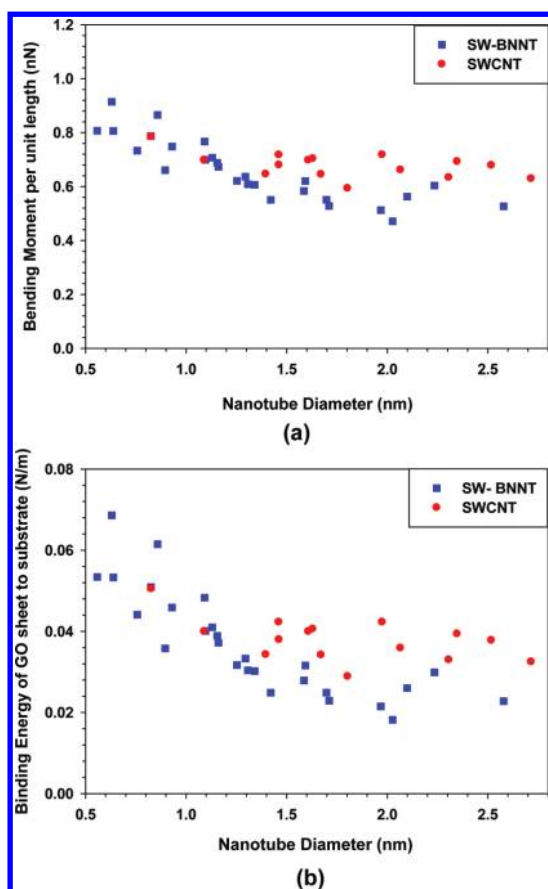 1.2
1.0
0.8
0.6
0.4
0.2
0.0
Bending Moment per unit length (nN)
SW-BNNT
SWCNT
0.5 1.0 1.5 2.0 2.5
Nanotube Diameter (nm)
(a)
0.08
0.06
0.04
0.02
0.00
Binding Energy of GO sheet to substrate (N/m)
SW- BNNT
SWCNT
0.5 1.0 1.5 2.0 2.5
Nanotube Diameter (nm)
(b)